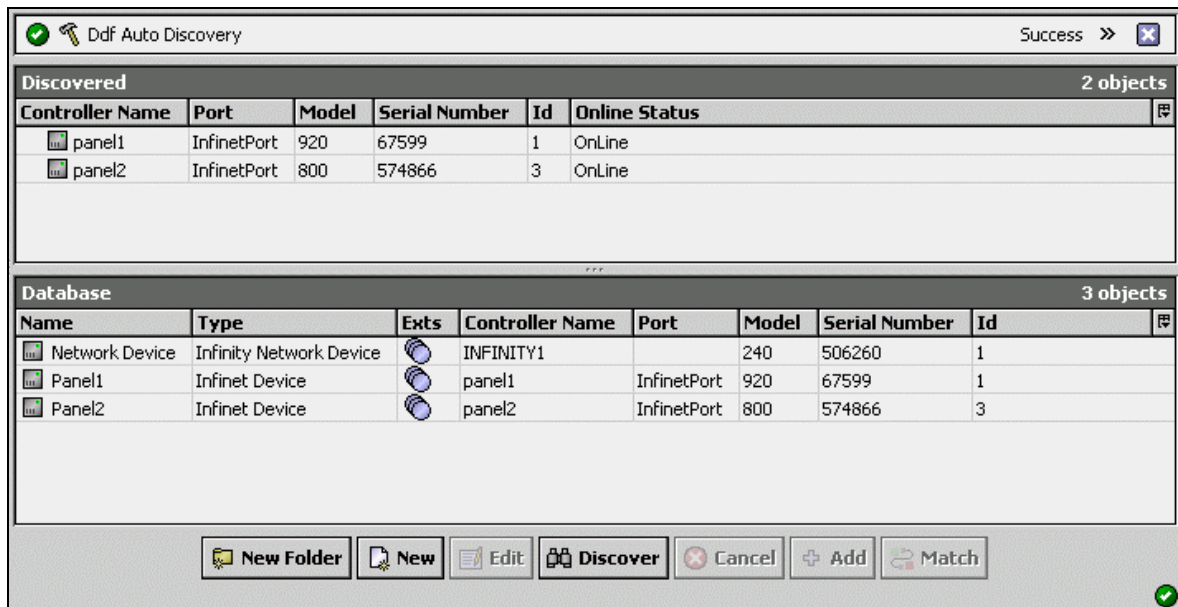 Ddf Auto Discovery Success »
Discovered 2 objects
Controller Name Port Model Serial Number Id Online Status
panel1 InfinetPort 920 67599 1 OnLine
panel2 InfinetPort 800 574866 3 OnLine
Database 3 objects
Name Type Exts Controller Name Port Model Serial Number Id
Network Device Infinity Network Device INFINITY1 240 506260 1
Panel1 Infinet Device panel1 InfinetPort 920 67599 1
Panel2 Infinet Device panel2 InfinetPort 800 574866 3
New Folder New Edit Discover Cancel Add Match